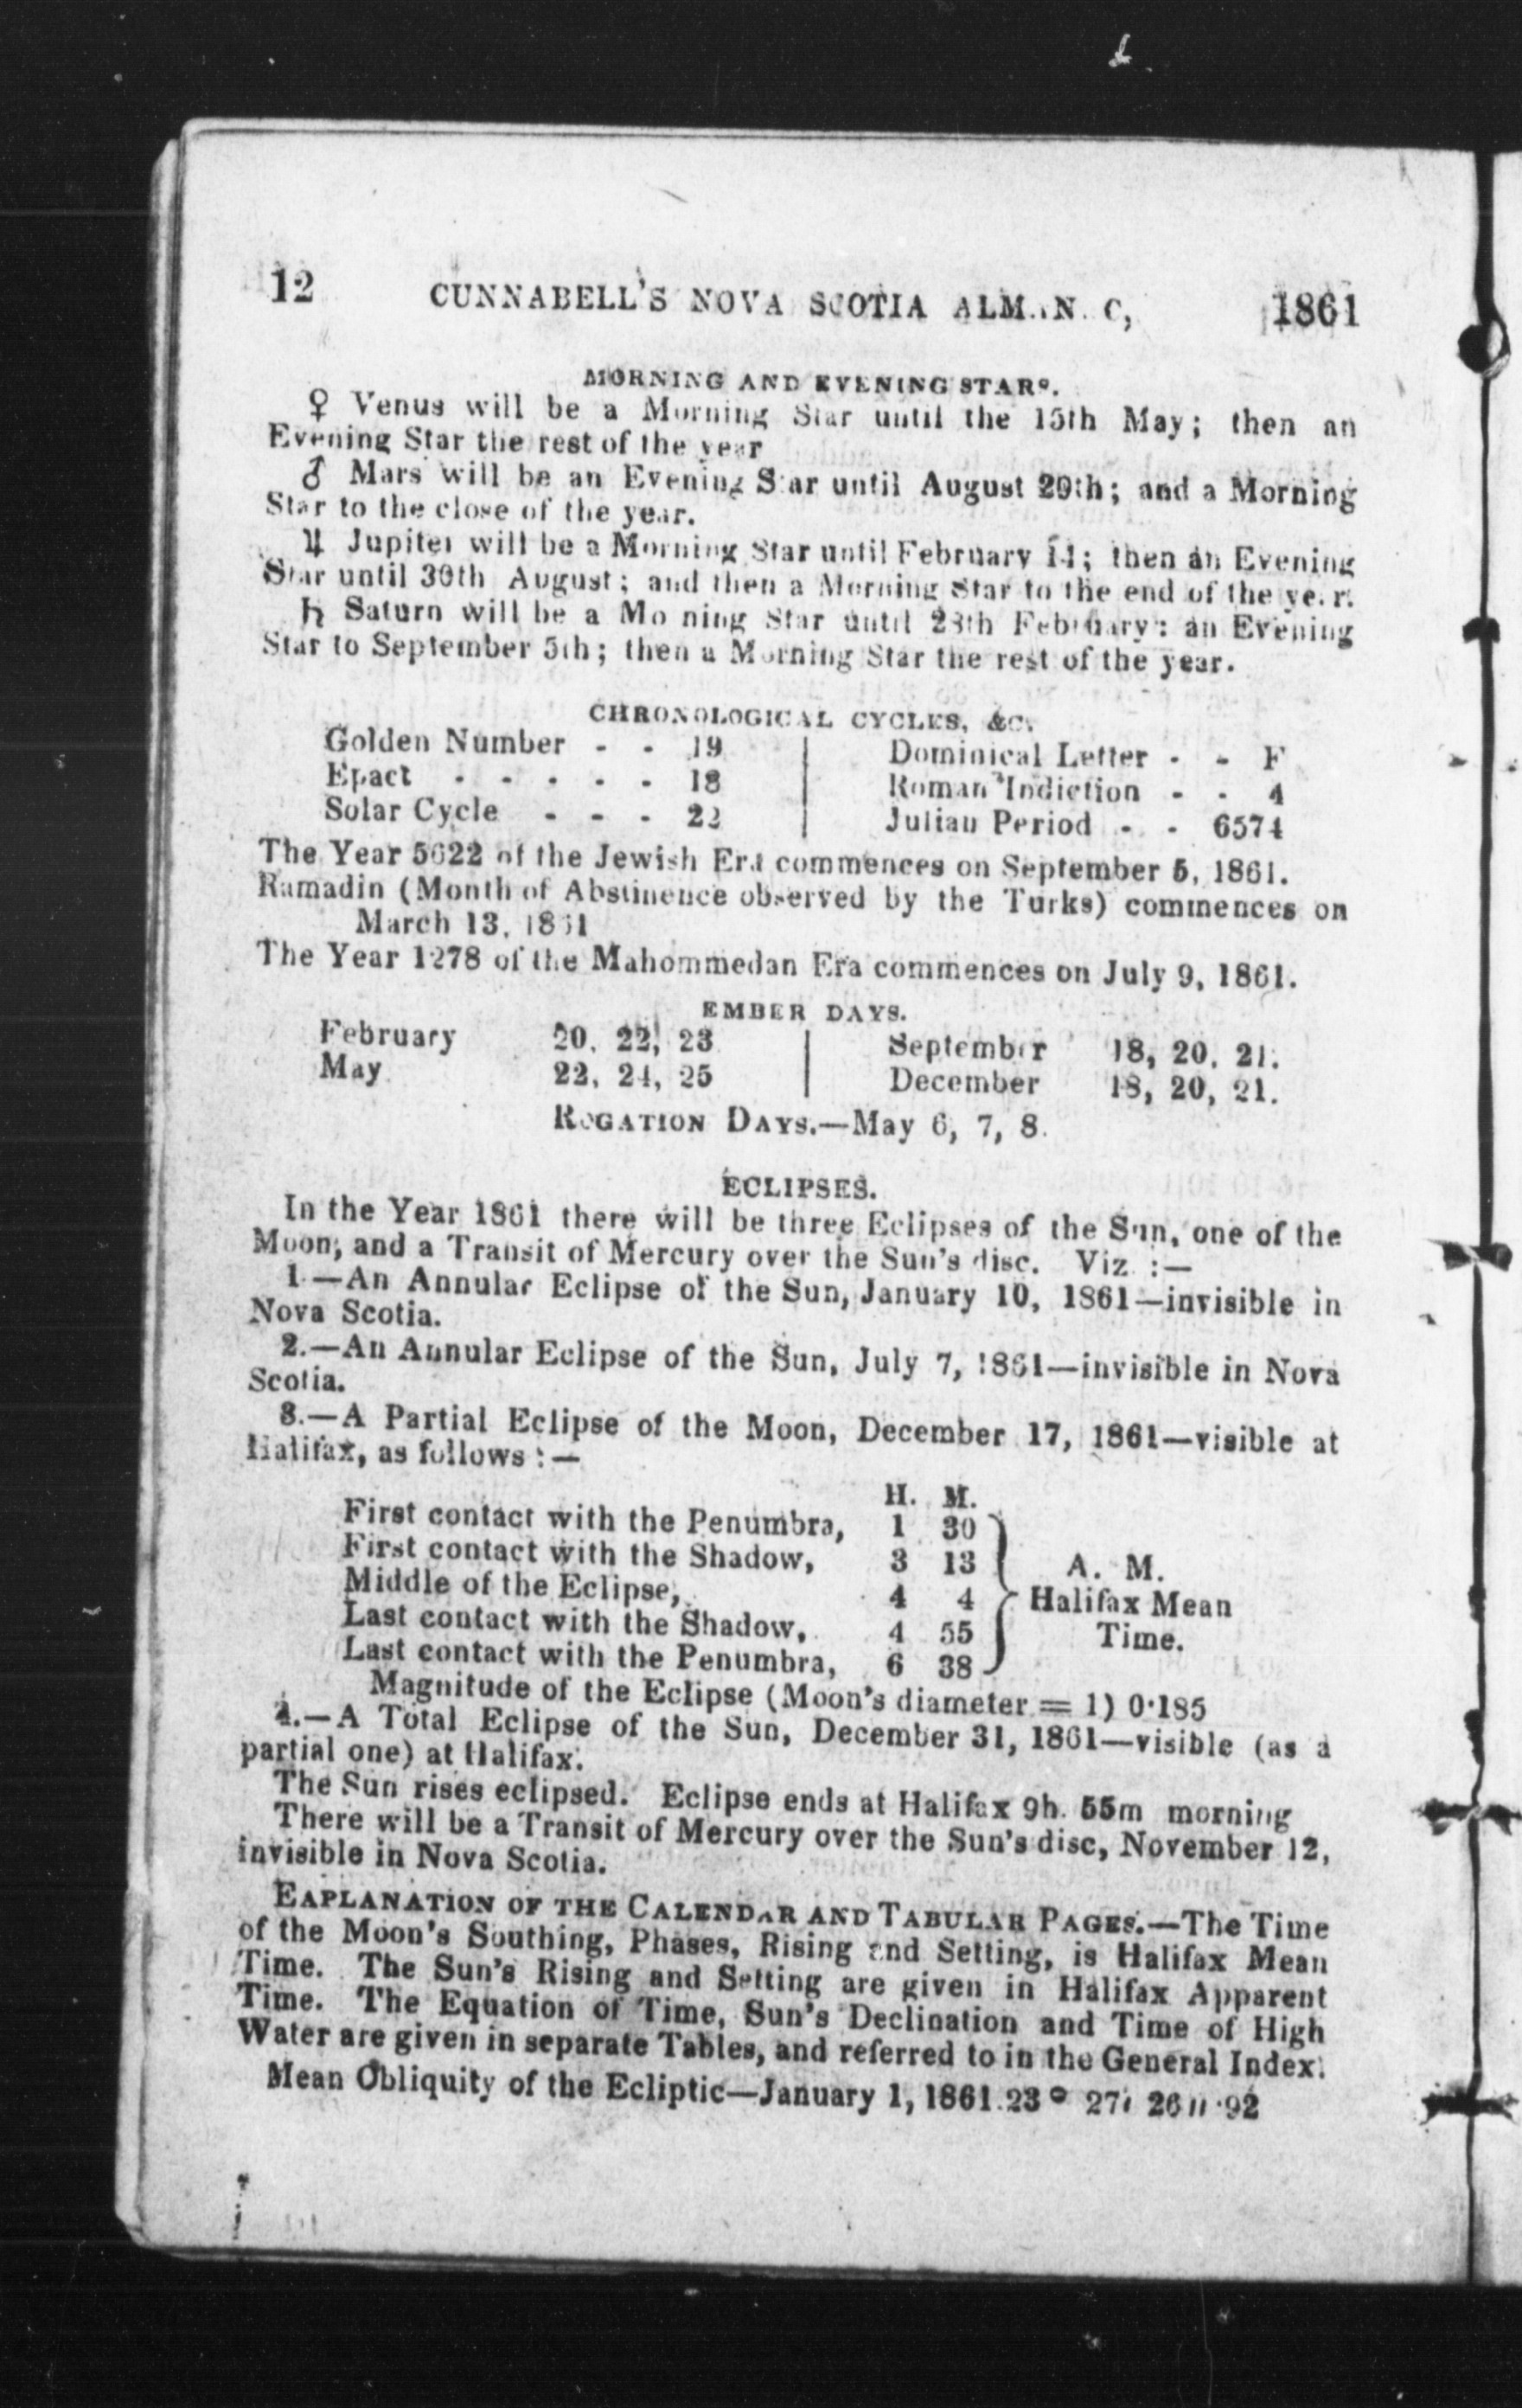 12 CUNNABELL'S NOVA SCOTIA ALM.N.C, 1861
MORNING AND EVENING STARS.
♀ Venus will be a Morning Star until the 15th May; then an
Evening Star the rest of the year
♂ Mars will be an Evening Star until August 29th; and a Morning
Star to the close of the year.
♃ Jupiter will be a Morning Star until February 14; then an Evening
Star until 30th August; and then a Morning Star to the end of the ye.r.
♄ Saturn will be a Mo ning Star until 28th February: an Evening
Star to September 5th; then a Morning Star the rest of the year.
CHRONOLOGICAL CYCLES, &C.
Golden Number - - 19 | Dominical Letter - - F
Epact - - - - - 18 | Roman Indiction - - 4
Solar Cycle - - - 22 | Julian Period - - 6574
The Year 5622 of the Jewish Era commences on September 5, 1861.
Ramadin (Month of Abstinence observed by the Turks) commences on
March 13, 1861
The Year 1278 of the Mahommedan Era commences on July 9, 1861.
EMBER DAYS.
February 20, 22, 23 | September 18, 20, 21.
May 22, 24, 25 | December 18, 20, 21.
ROGATION DAYS.—May 6, 7, 8.
ECLIPSES.
In the Year 1861 there will be three Eclipses of the Sun, one of the
Moon, and a Transit of Mercury over the Sun's disc. Viz :—
1—An Annular Eclipse of the Sun, January 10, 1861—invisible in
Nova Scotia.
2.—An Annular Eclipse of the Sun, July 7, 1861—invisible in Nova
Scotia.
3.—A Partial Eclipse of the Moon, December 17, 1861—visible at
Halifax, as follows :—
H. M.
First contact with the Penumbra, 1 30
First contact with the Shadow, 3 13 A. M.
Middle of the Eclipse, 4 4 Halifax Mean
Last contact with the Shadow, 4 55 Time.
Last contact with the Penumbra, 6 38
Magnitude of the Eclipse (Moon's diameter = 1) 0·185
4.—A Total Eclipse of the Sun, December 31, 1861—visible (as a
partial one) at Halifax.
The Sun rises eclipsed. Eclipse ends at Halifax 9h. 55m morning
There will be a Transit of Mercury over the Sun's disc, November 12,
invisible in Nova Scotia.
EAPLANATION OF THE CALENDAR AND TABULAR PAGES.—The Time
of the Moon's Southing, Phases, Rising and Setting, is Halifax Mean
Time. The Sun's Rising and Setting are given in Halifax Apparent
Time. The Equation of Time, Sun's Declination and Time of High
Water are given in separate Tables, and referred to in the General Index.
Mean Obliquity of the Ecliptic—January 1, 1861.23° 27′ 26″·92